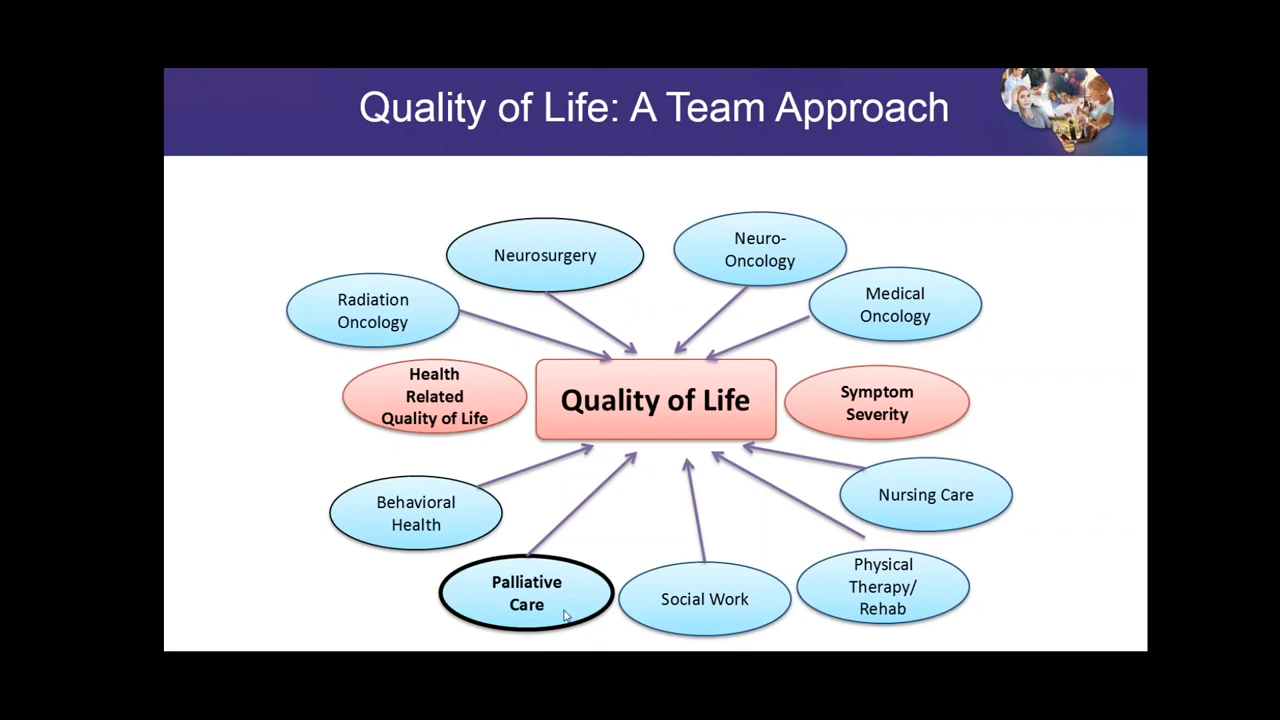 Quality of Life: A Team Approach
Neurosurgery
Neuro-
Oncology
Radiation
Oncology
Medical
Oncology
Health
Related
Quality of Life
Quality of Life
Symptom
Severity
Behavioral
Health
Nursing Care
Palliative
Care
Social Work
Physical
Therapy/
Rehab